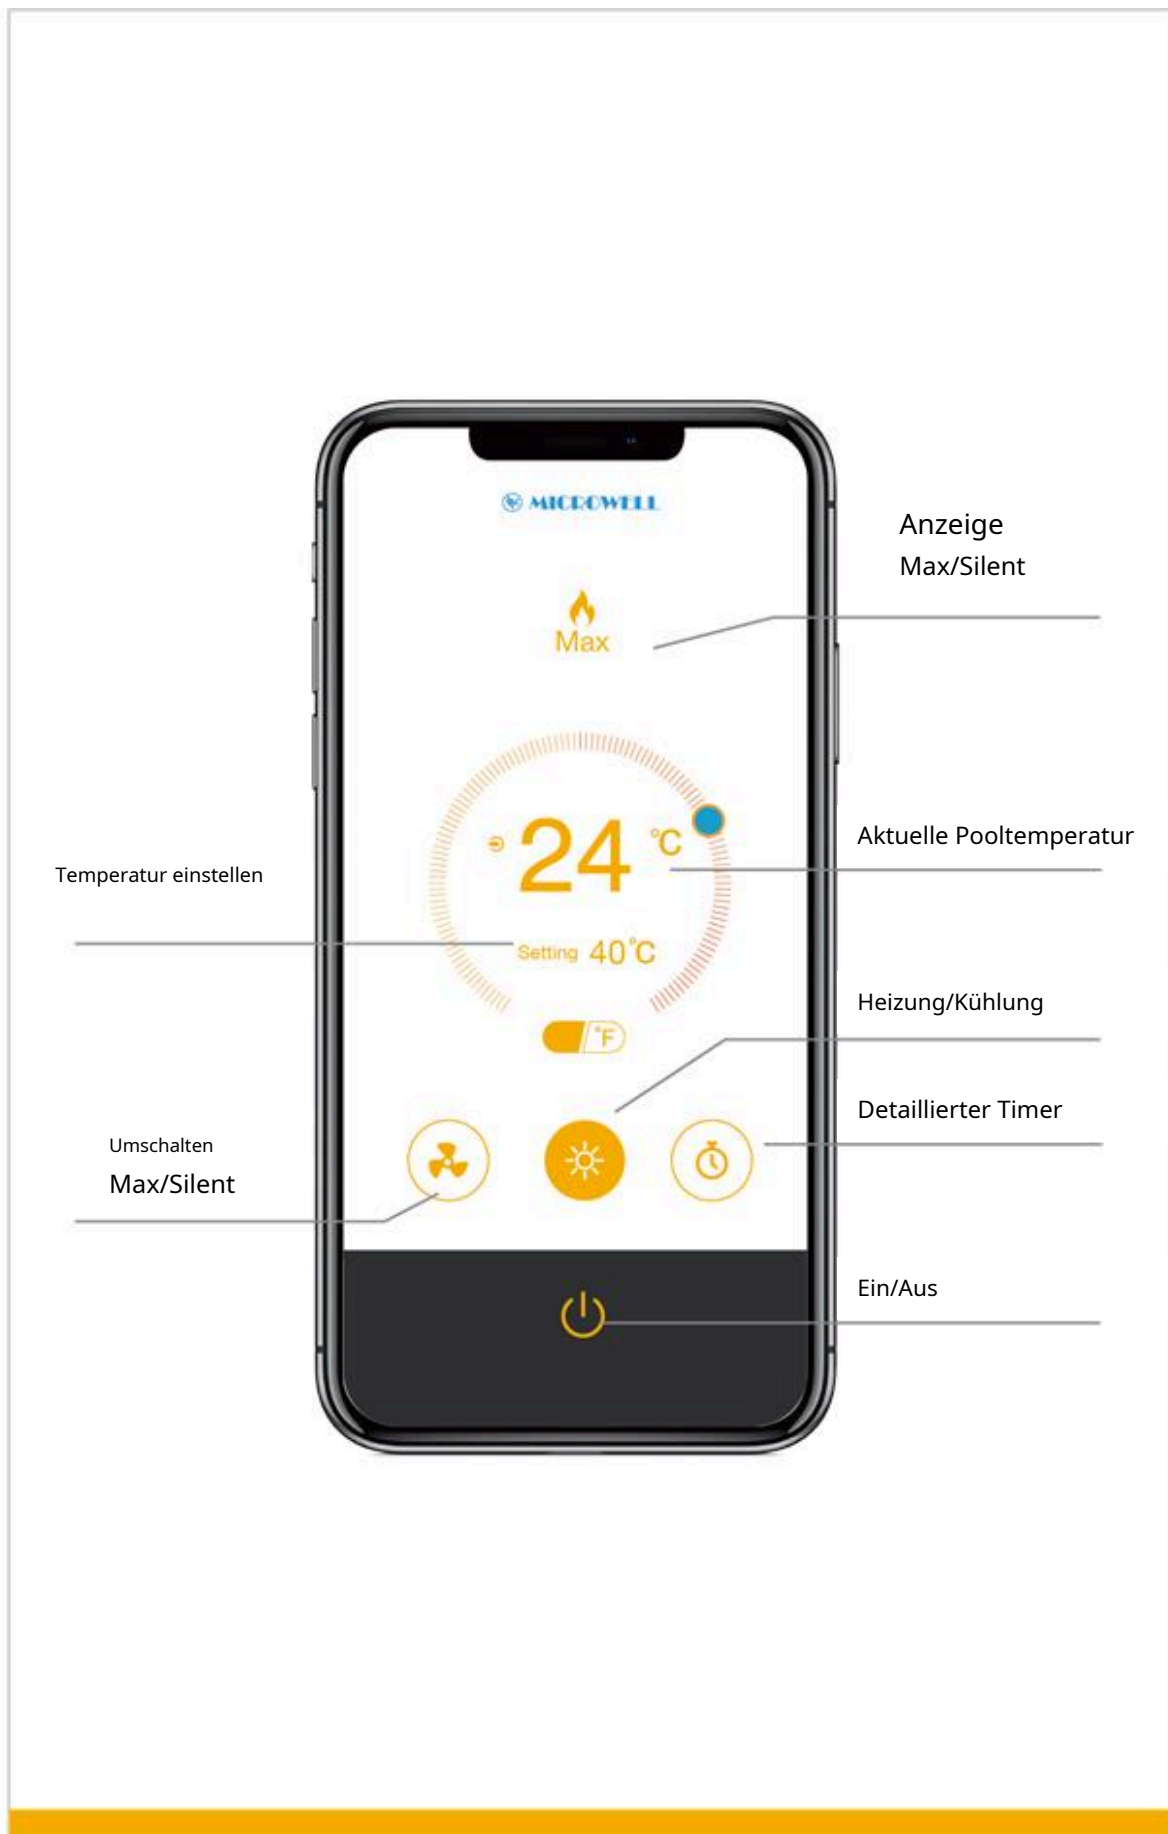 MICROWELL
Anzeige
Max/Silent
Max
24 °C
Aktuelle Pooltemperatur
Temperatur einstellen
Setting 40°C
Heizung/Kühlung
°F
Detaillierter Timer
Umschalten
Max/Silent
Ein/Aus